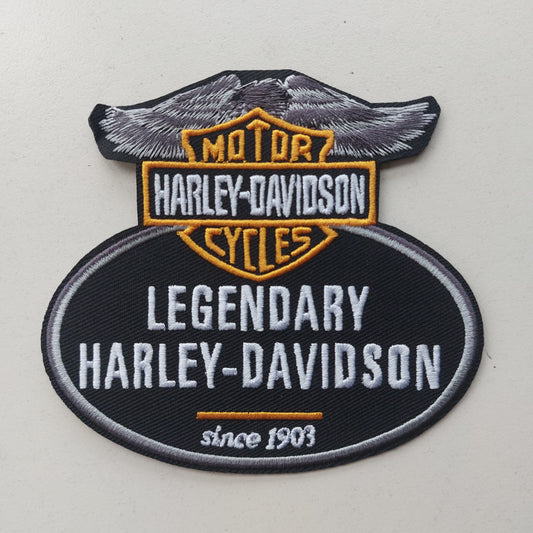 MOTOR
HARLEY-DAVIDSON
CYCLES
LEGENDARY
HARLEY-DAVIDSON
since 1903